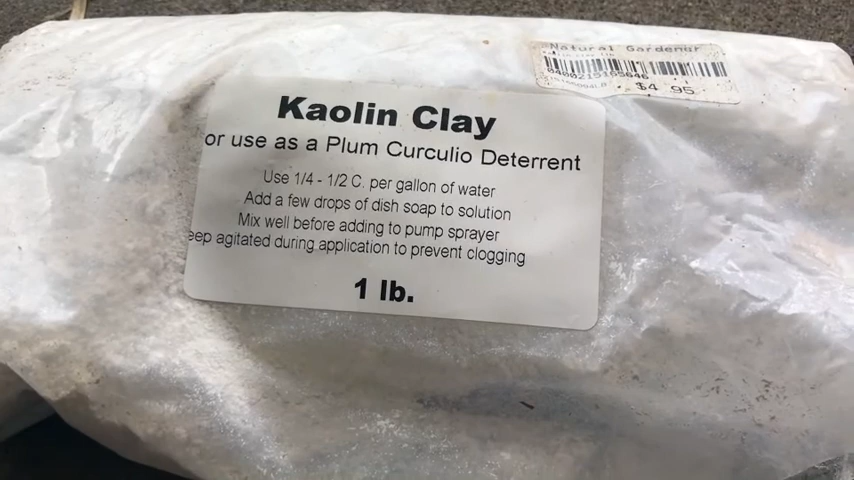 Natural Gardener
0400215165646
$4.95
Kaolin Clay
or use as a Plum Curculio Deterrent
Use 1/4 - 1/2 C. per gallon of water
Add a few drops of dish soap to solution
Mix well before adding to pump sprayer
eep agitated during application to prevent clogging
1 lb.